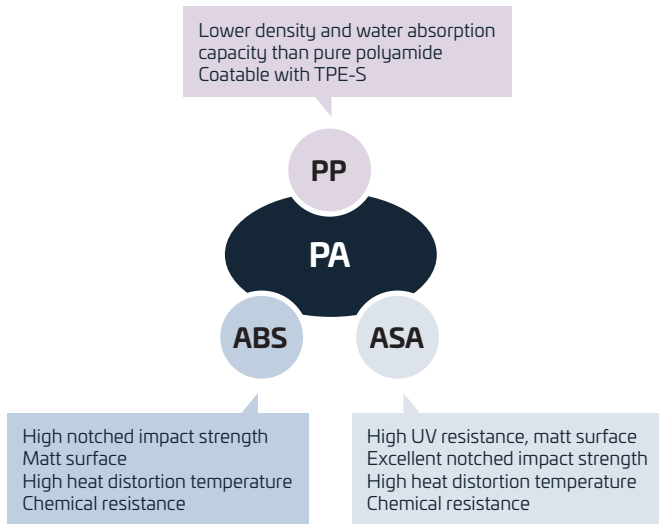 Lower density and water absorption
capacity than pure polyamide
Coatable with TPE-S
PP
PA
ABS
ASA
High notched impact strength
Matt surface
High heat distortion temperature
Chemical resistance
High UV resistance, matt surface
Excellent notched impact strength
High heat distortion temperature
Chemical resistance